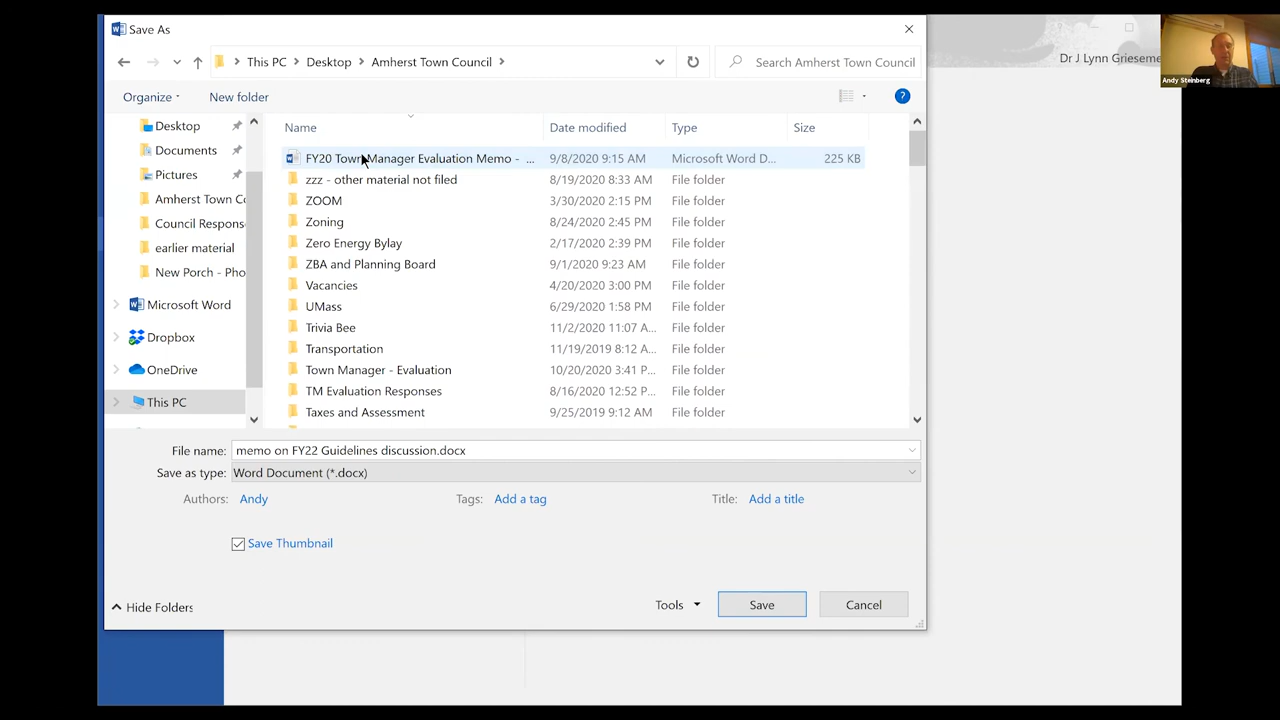 Save As
This PC > Desktop > Amherst Town Council >
Search Amherst Town Council
Dr J Lynn Grieseme
Andy Steinberg
Organize
New folder
?
Name Date modified Type Size
Desktop
Documents
Pictures
Amherst Town Co
Council Respons
earlier material
New Porch - Pho
Microsoft Word
Dropbox
OneDrive
This PC
FY20 Town Manager Evaluation Memo - ... 9/8/2020 9:15 AM Microsoft Word D... 225 KB
zzz - other material not filed 8/19/2020 8:33 AM File folder
ZOOM 3/30/2020 2:15 PM File folder
Zoning 8/24/2020 2:45 PM File folder
Zero Energy Bylay 2/17/2020 2:39 PM File folder
ZBA and Planning Board 9/1/2020 9:23 AM File folder
Vacancies 4/20/2020 3:00 PM File folder
UMass 6/29/2020 1:58 PM File folder
Trivia Bee 11/2/2020 11:07 A... File folder
Transportation 11/19/2019 8:12 A... File folder
Town Manager - Evaluation 10/20/2020 3:41 P... File folder
TM Evaluation Responses 8/16/2020 12:52 P... File folder
Taxes and Assessment 9/25/2019 9:12 AM File folder
File name: memo on FY22 Guidelines discussion.docx
Save as type: Word Document (*.docx)
Authors: Andy Tags: Add a tag Title: Add a title
Save Thumbnail
Hide Folders
Tools Save Cancel